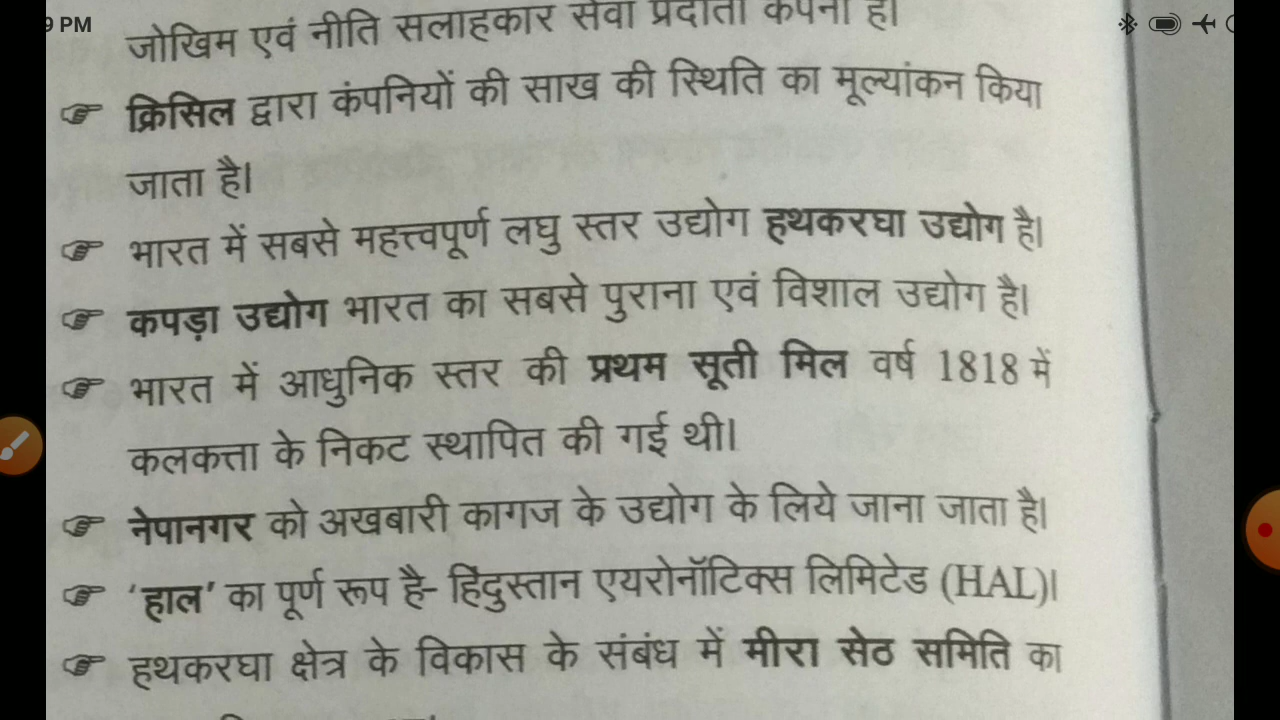 9 PM
जोखिम एवं नीति सलाहकार सेवा प्रदाता कंपनी है।
☞ क्रिसिल द्वारा कंपनियों की साख की स्थिति का मूल्यांकन किया
जाता है।
☞ भारत में सबसे महत्त्वपूर्ण लघु स्तर उद्योग हथकरघा उद्योग है।
☞ कपड़ा उद्योग भारत का सबसे पुराना एवं विशाल उद्योग है।
☞ भारत में आधुनिक स्तर की प्रथम सूती मिल वर्ष 1818 में
कलकत्ता के निकट स्थापित की गई थी।
☞ नेपानगर को अखबारी कागज के उद्योग के लिये जाना जाता है।
☞ ‘हाल’ का पूर्ण रूप है- हिंदुस्तान एयरोनॉटिक्स लिमिटेड (HAL)।
☞ हथकरघा क्षेत्र के विकास के संबंध में मीरा सेठ समिति का